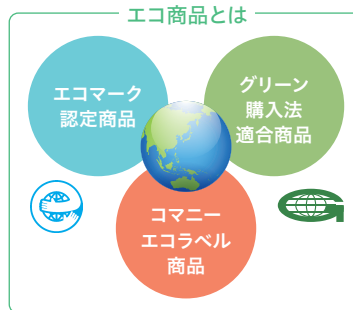 エコ商品とは
エコマーク
認定商品
グリーン
購入法
適合商品
コマニー
エコラベル
商品